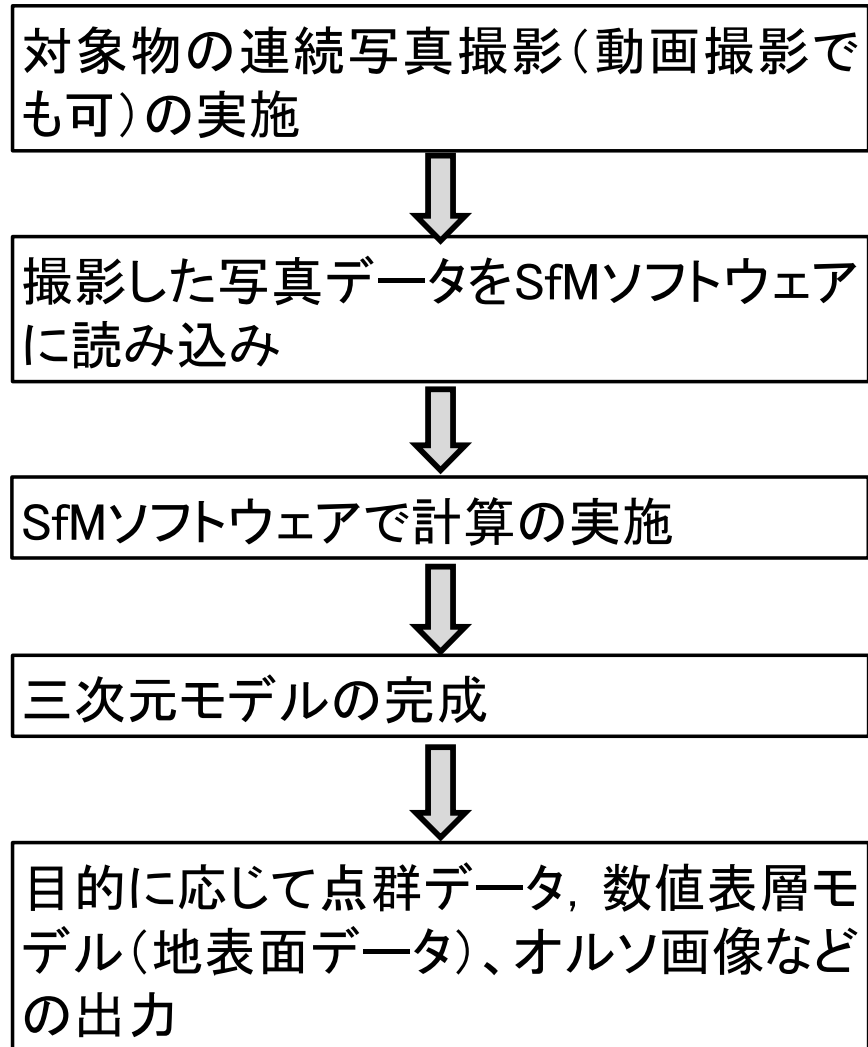 対象物の連続写真撮影(動画撮影で
も可)の実施
撮影した写真データをSfMソフトウェア
に読み込み
SfMソフトウェアで計算の実施
三次元モデルの完成
目的に応じて点群データ, 数値表層モ
デル(地表面データ)、オルソ画像など
の出力